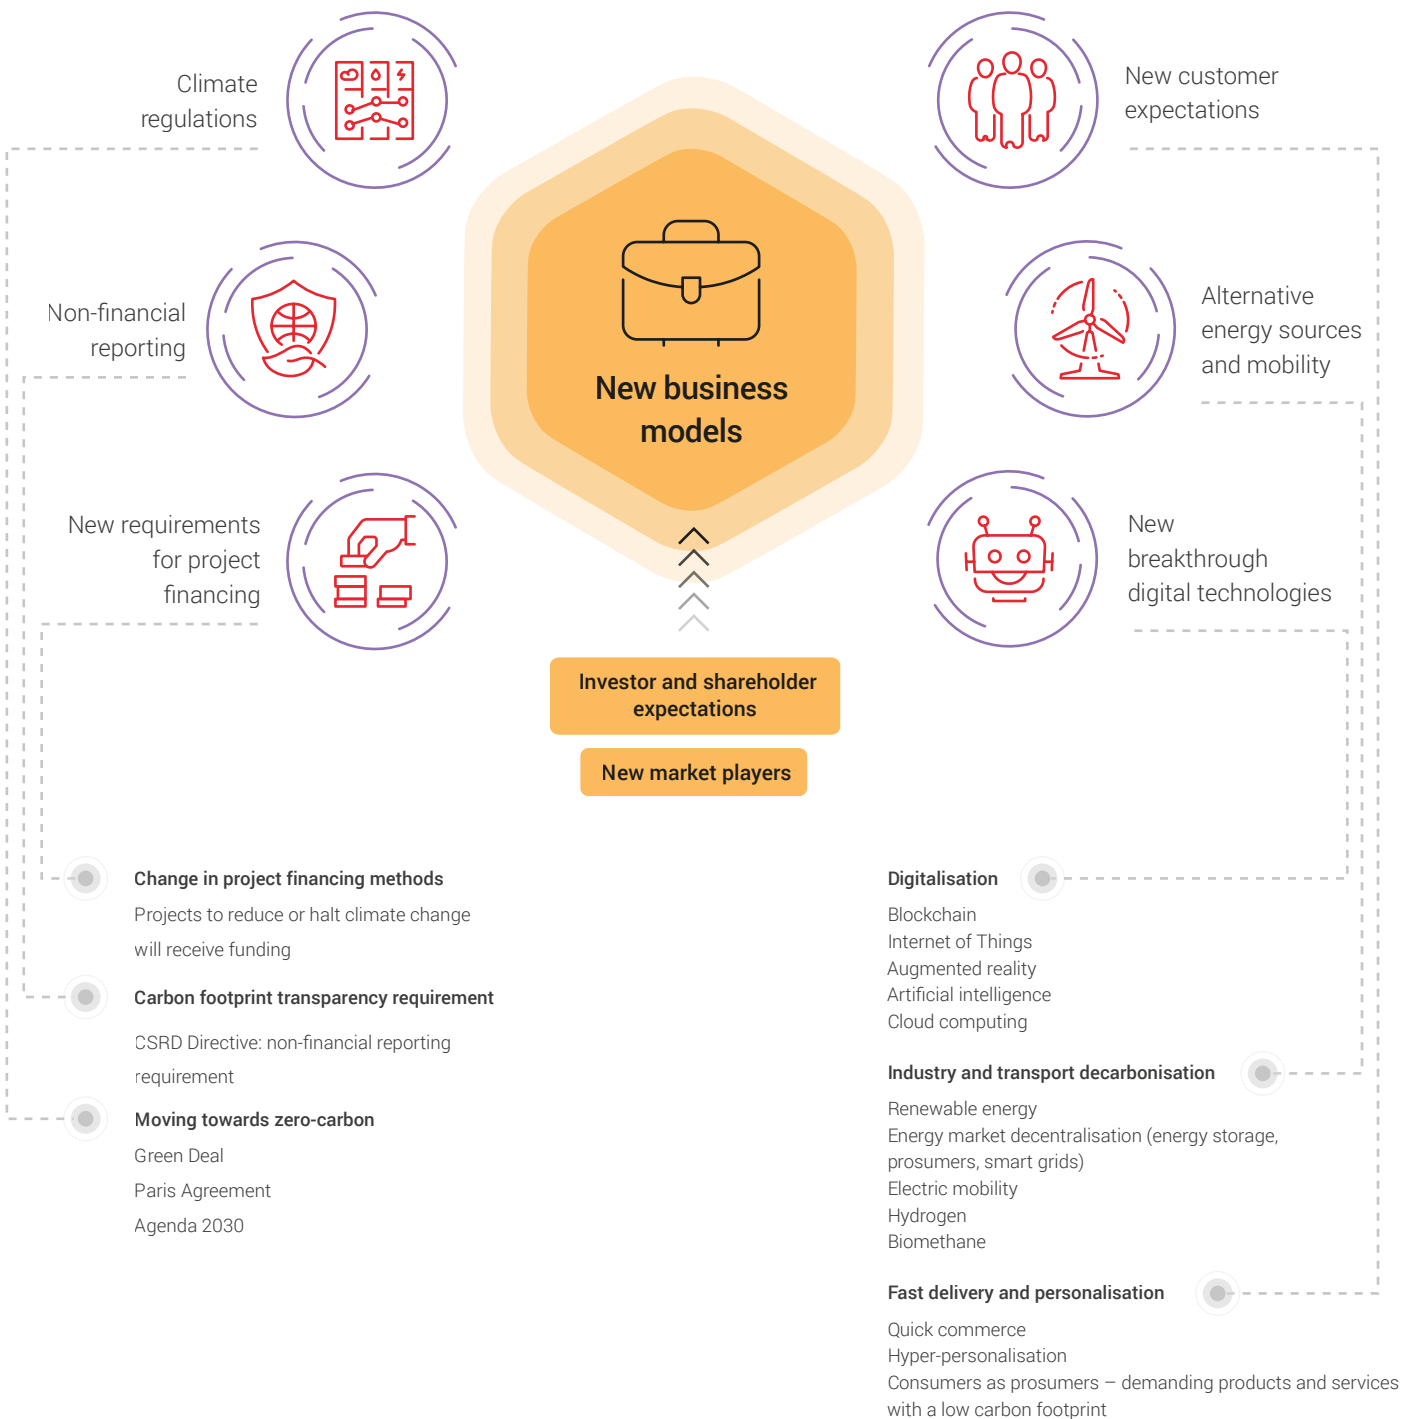 Climate
regulations
Non-financial
reporting
New requirements
for project
financing
New business
models
Investor and shareholder
expectations
New market players
New customer
expectations
Alternative
energy sources
and mobility
New
breakthrough
digital technologies
Change in project financing methods
Projects to reduce or halt climate change
will receive funding
Carbon footprint transparency requirement
CSRD Directive: non-financial reporting
requirement
Moving towards zero-carbon
Green Deal
Paris Agreement
Agenda 2030
Digitalisation
Blockchain
Internet of Things
Augmented reality
Artificial intelligence
Cloud computing
Industry and transport decarbonisation
Renewable energy
Energy market decentralisation (energy storage,
prosumers, smart grids)
Electric mobility
Hydrogen
Biomethane
Fast delivery and personalisation
Quick commerce
Hyper-personalisation
Consumers as prosumers – demanding products and services
with a low carbon footprint